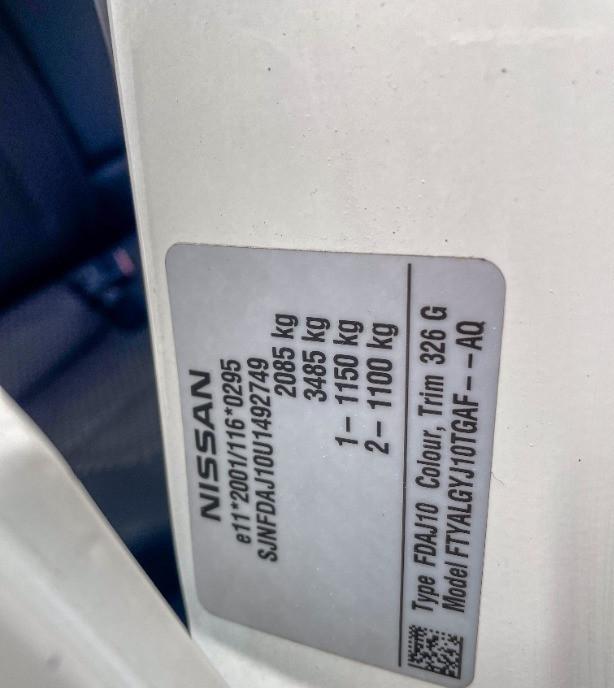 NISSAN
e11*2001/116*0295
SJNFDAJ10U1492749
2085 kg
3485 kg
1- 1150 kg
2- 1100 kg
Type FDAJ10 Colour, Trim 326 G
Model FTYALGYJ10TGAF--AQ